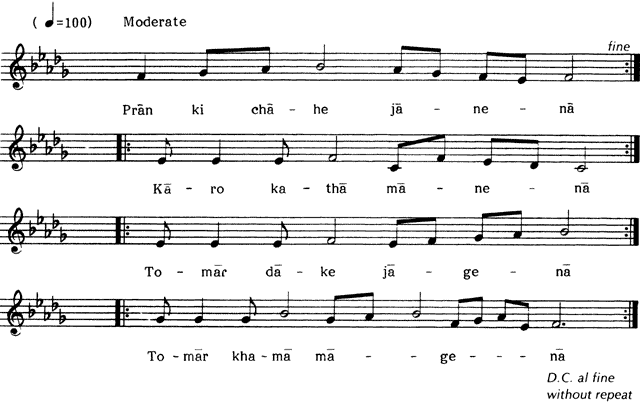 (♩=100) Moderate
fine
Prān ki chā - he jā - ne - nā
Kā - ro ka - thā mā - ne - nā
To - mār dā - ke jā - ge - nā
To - mār kha - mā mā - - - ge - - nā
D.C. al fine
without repeat